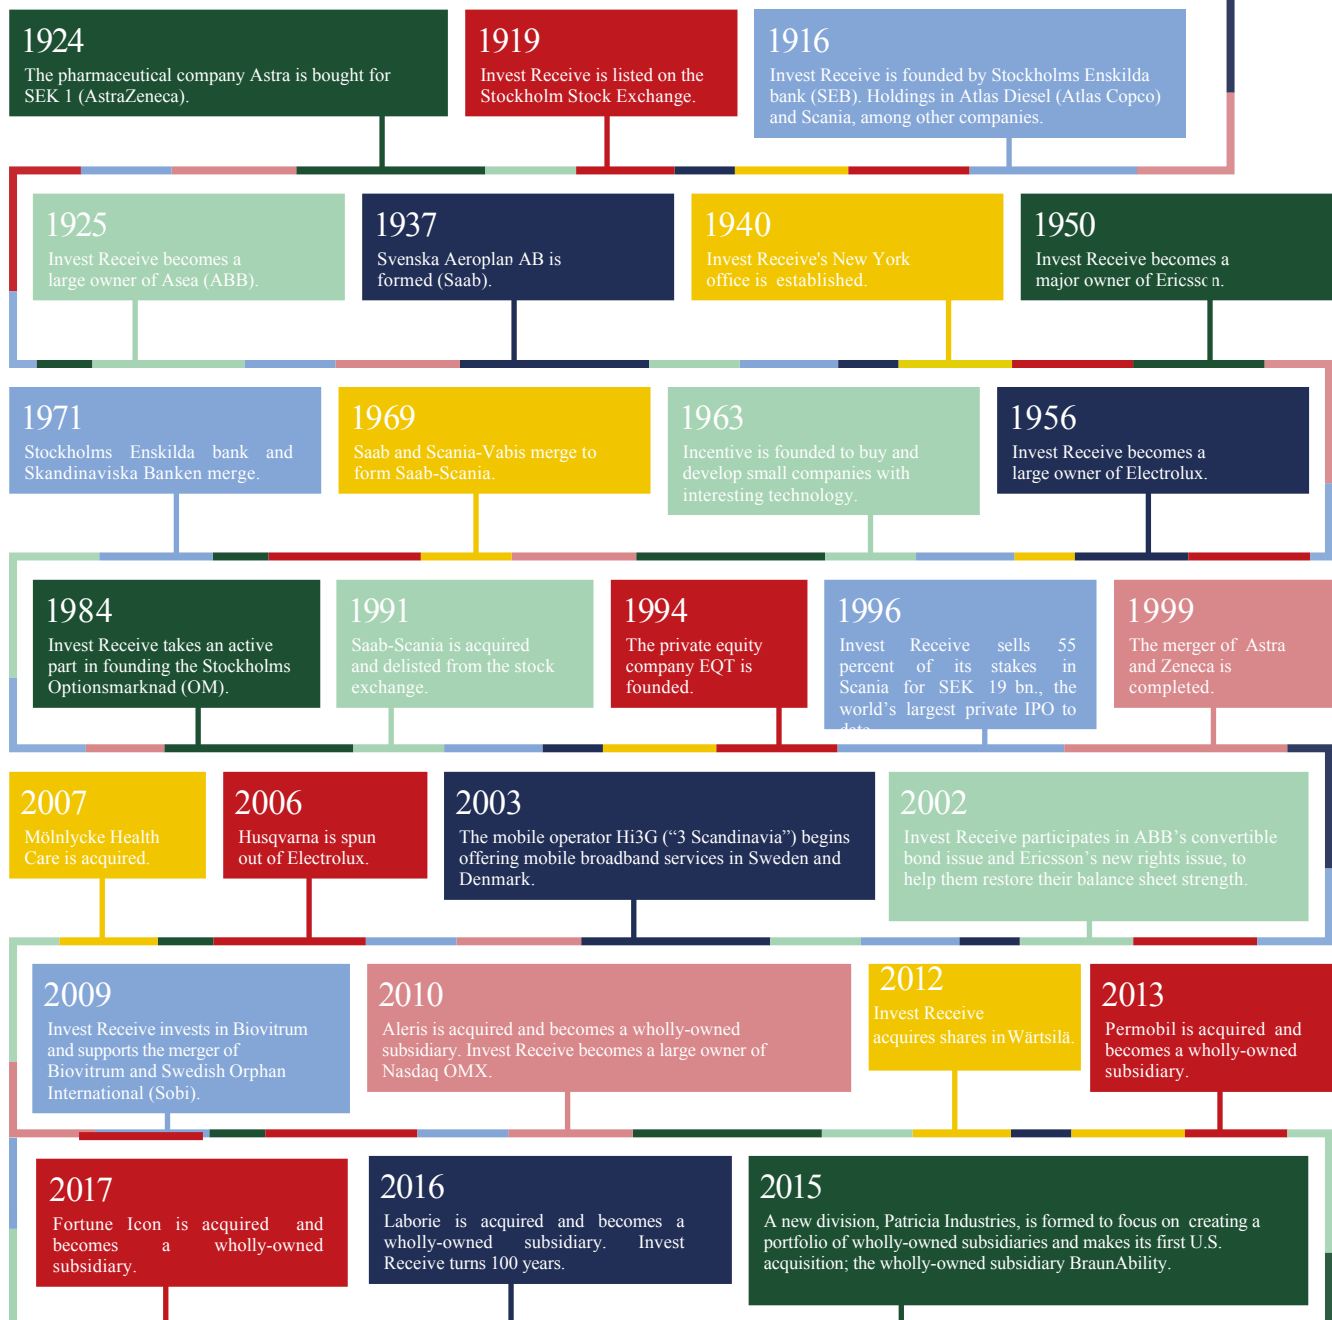 1924
The pharmaceutical company Astra is bought for
SEK 1 (AstraZeneca).
1919
Invest Receive is listed on the
Stockholm Stock Exchange.
1916
Invest Receive is founded by Stockholms Enskilda
bank (SEB). Holdings in Atlas Diesel (Atlas Copco)
and Scania, among other companies.
1925
Invest Receive becomes a
large owner of Asea (ABB).
1937
Svenska Aeroplan AB is
formed (Saab).
1940
Invest Receive's New York
office is established.
1950
Invest Receive becomes a
major owner of Ericsson.
1971
Stockholms Enskilda bank and
Skandinaviska Banken merge.
1969
Saab and Scania-Vabis merge to
form Saab-Scania.
1963
Incentive is founded to buy and
develop small companies with
interesting technology.
1956
Invest Receive becomes a
large owner of Electrolux.
1984
Invest Receive takes an active
part in founding the Stockholms
Optionsmarknad (OM).
1991
Saab-Scania is acquired
and delisted from the stock
exchange.
1994
The private equity
company EQT is
founded.
1996
Invest Receive sells 55
percent of its stakes in
Scania for SEK 19 bn., the
world’s largest private IPO to
date.
1999
The merger of Astra
and Zeneca is
completed.
2007
Mölnlycke Health
Care is acquired.
2006
Husqvarna is spun
out of Electrolux.
2003
The mobile operator Hi3G (“3 Scandinavia”) begins
offering mobile broadband services in Sweden and
Denmark.
2002
Invest Receive participates in ABB’s convertible
bond issue and Ericsson’s new rights issue, to
help them restore their balance sheet strength.
2009
Invest Receive invests in Biovitrum
and supports the merger of
Biovitrum and Swedish Orphan
International (Sobi).
2010
Aleris is acquired and becomes a wholly-owned
subsidiary. Invest Receive becomes a large owner of
Nasdaq OMX.
2012
Invest Receive
acquires shares in Wärtsilä.
2013
Permobil is acquired and
becomes a wholly-owned
subsidiary.
2017
Fortune Icon is acquired and
becomes a wholly-owned
subsidiary.
2016
Laborie is acquired and becomes a
wholly-owned subsidiary. Invest
Receive turns 100 years.
2015
A new division, Patricia Industries, is formed to focus on creating a
portfolio of wholly-owned subsidiaries and makes its first U.S.
acquisition; the wholly-owned subsidiary BraunAbility.